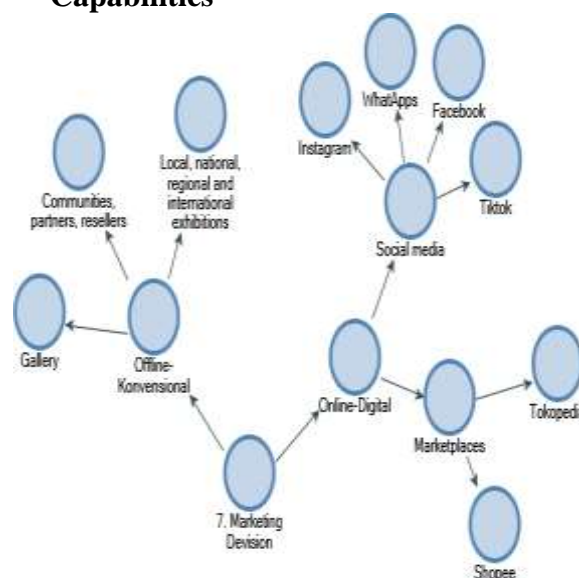 Capabilities
WhatApps
Facebook
Instagram
Tiktok
Social media
Communities,
partners, resellers
Local, national,
regional and
international
exhibitions
Gallery
Offline-
Konvensional
Online-Digital
Marketplaces
Tokopedi
7. Marketing
Devision
Shopee